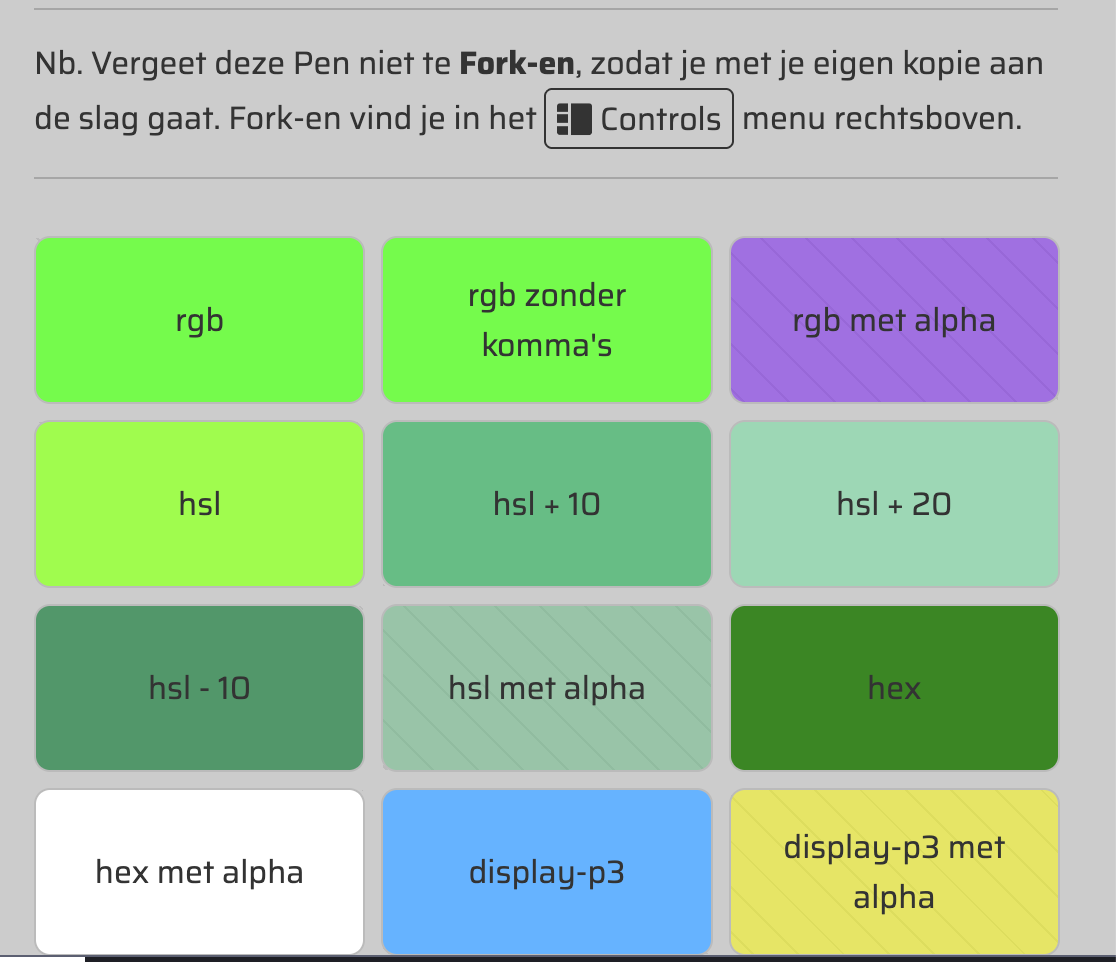 Nb. Vergeet deze Pen niet te Fork-en, zodat je met je eigen kopie aan
de slag gaat. Fork-en vind je in het Controls menu rechtsboven.
rgb
rgb zonder
komma's
rgb met alpha
hsl
hsl + 10
hsl + 20
hsl - 10
hsl met alpha
hex
hex met alpha
display-p3
display-p3 met
alpha